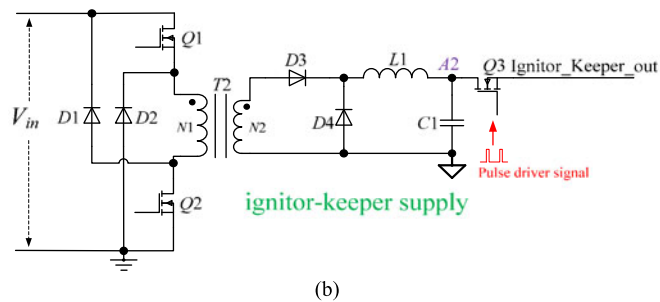 Q1
D3
L1
A2
Q3 Ignitor_Keeper_out
T2
Vin
D1
D2
N1
N2
D4
C1
Pulse driver signal
Q2
ignitor-keeper supply
(b)